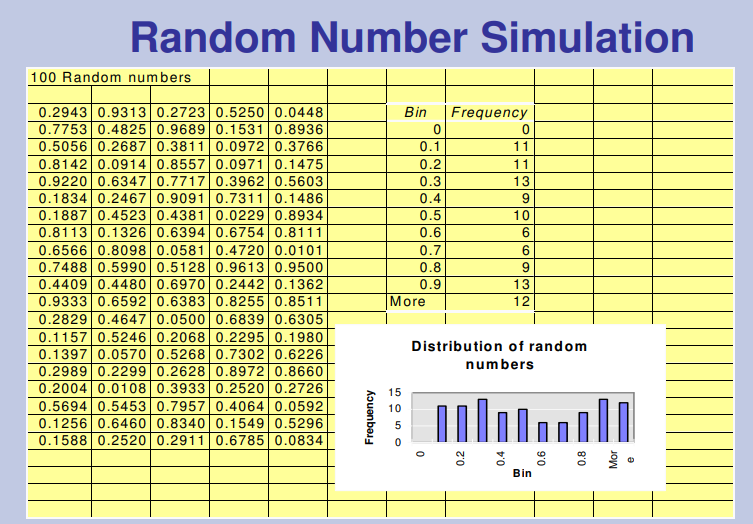 Random Number Simulation
100 Random numbers
0.2943 0.9313 0.2723 0.5250 0.0448
0.7753 0.4825 0.9689 0.1531 0.8936
0.5056 0.2687 0.3811 0.0972 0.3766
0.8142 0.0914 0.8557 0.0971 0.1475
0.9220 0.6347 0.7717 0.3962 0.5603
0.1834 0.2467 0.9091 0.7311 0.1486
0.1887 0.4523 0.4381 0.0229 0.8934
0.8113 0.1326 0.6394 0.6754 0.8111
0.6566 0.8098 0.0581 0.4720 0.0101
0.7488 0.5990 0.5128 0.9613 0.9500
0.4409 0.4480 0.6970 0.2442 0.1362
0.9333 0.6592 0.6383 0.8255 0.8511
0.2829 0.4647 0.0500 0.6839 0.6305
0.1157 0.5246 0.2068 0.2295 0.1980
0.1397 0.0570 0.5268 0.7302 0.6226
0.2989 0.2299 0.2628 0.8972 0.8660
0.2004 0.0108 0.3933 0.2520 0.2726
0.5694 0.5453 0.7957 0.4064 0.0592
0.1256 0.6460 0.8340 0.1549 0.5296
0.1588 0.2520 0.2911 0.6785 0.0834
Bin Frequency
0 0
0.1 11
0.2 11
0.3 13
0.4 9
0.5 10
0.6 6
0.7 6
0.8 9
0.9 13
More 12
Distribution of random
numbers
Frequency
15
10
5
0
0 0.2 0.4 0.6 0.8 Mor
e
Bin